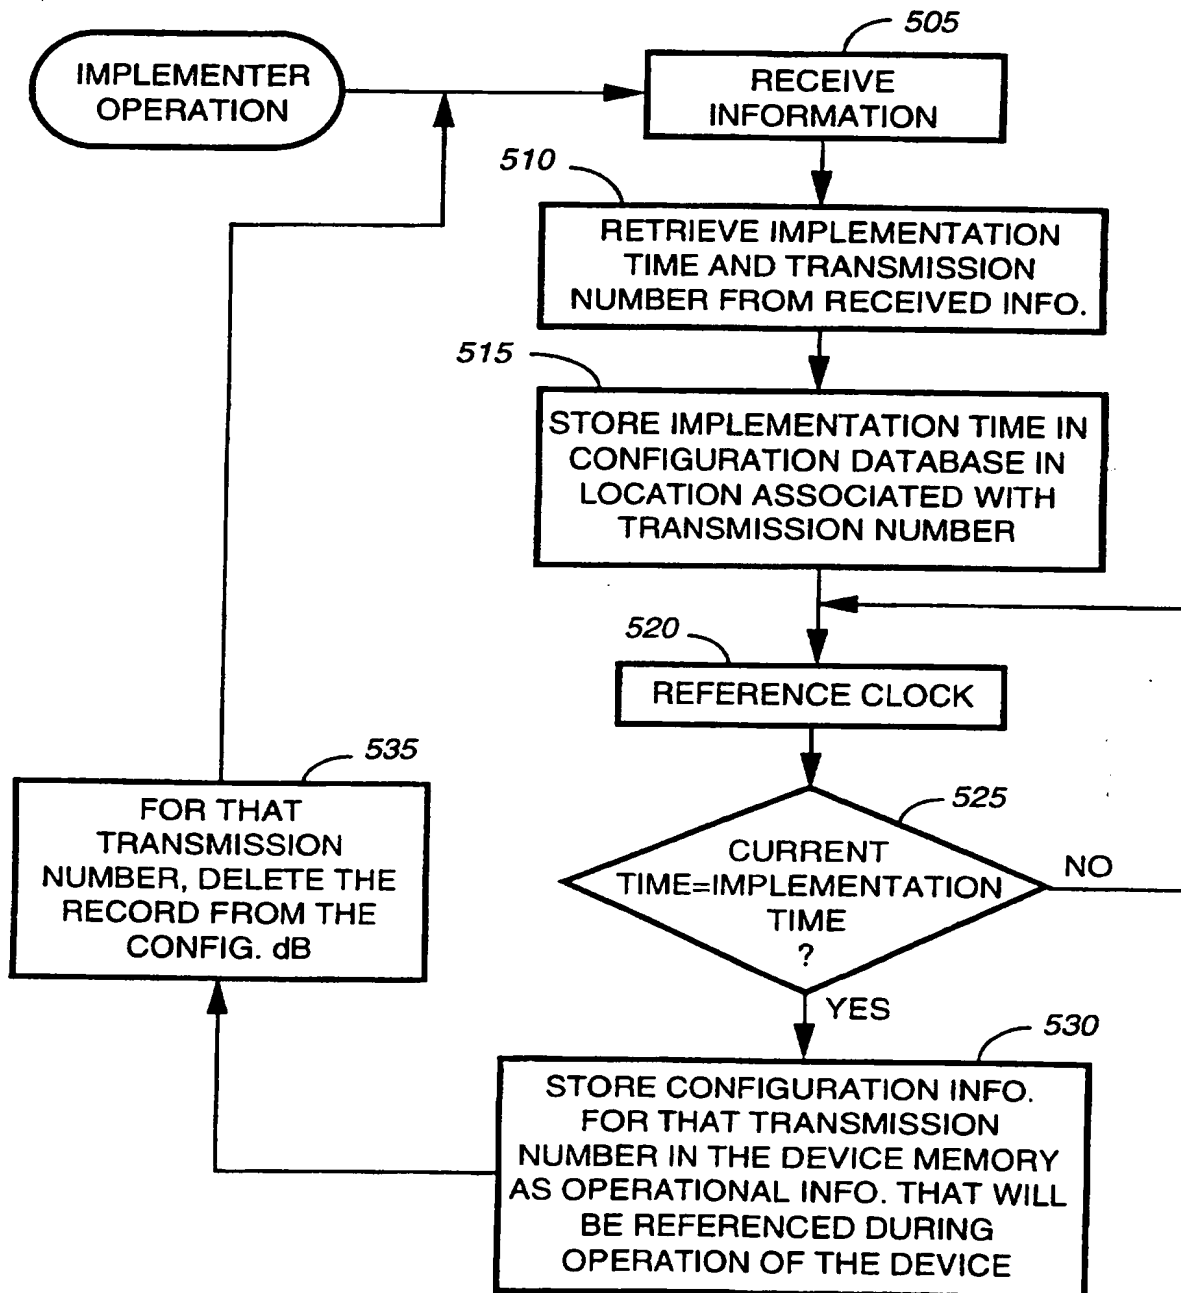 IMPLEMENTER
OPERATION
505
RECEIVE
INFORMATION
510
RETRIEVE IMPLEMENTATION
TIME AND TRANSMISSION
NUMBER FROM RECEIVED INFO.
515
STORE IMPLEMENTATION TIME IN
CONFIGURATION DATABASE IN
LOCATION ASSOCIATED WITH
TRANSMISSION NUMBER
520
REFERENCE CLOCK
525
CURRENT
TIME=IMPLEMENTATION
TIME
?
NO
YES
530
STORE CONFIGURATION INFO.
FOR THAT TRANSMISSION
NUMBER IN THE DEVICE MEMORY
AS OPERATIONAL INFO. THAT WILL
BE REFERENCED DURING
OPERATION OF THE DEVICE
535
FOR THAT
TRANSMISSION
NUMBER, DELETE THE
RECORD FROM THE
CONFIG. dB